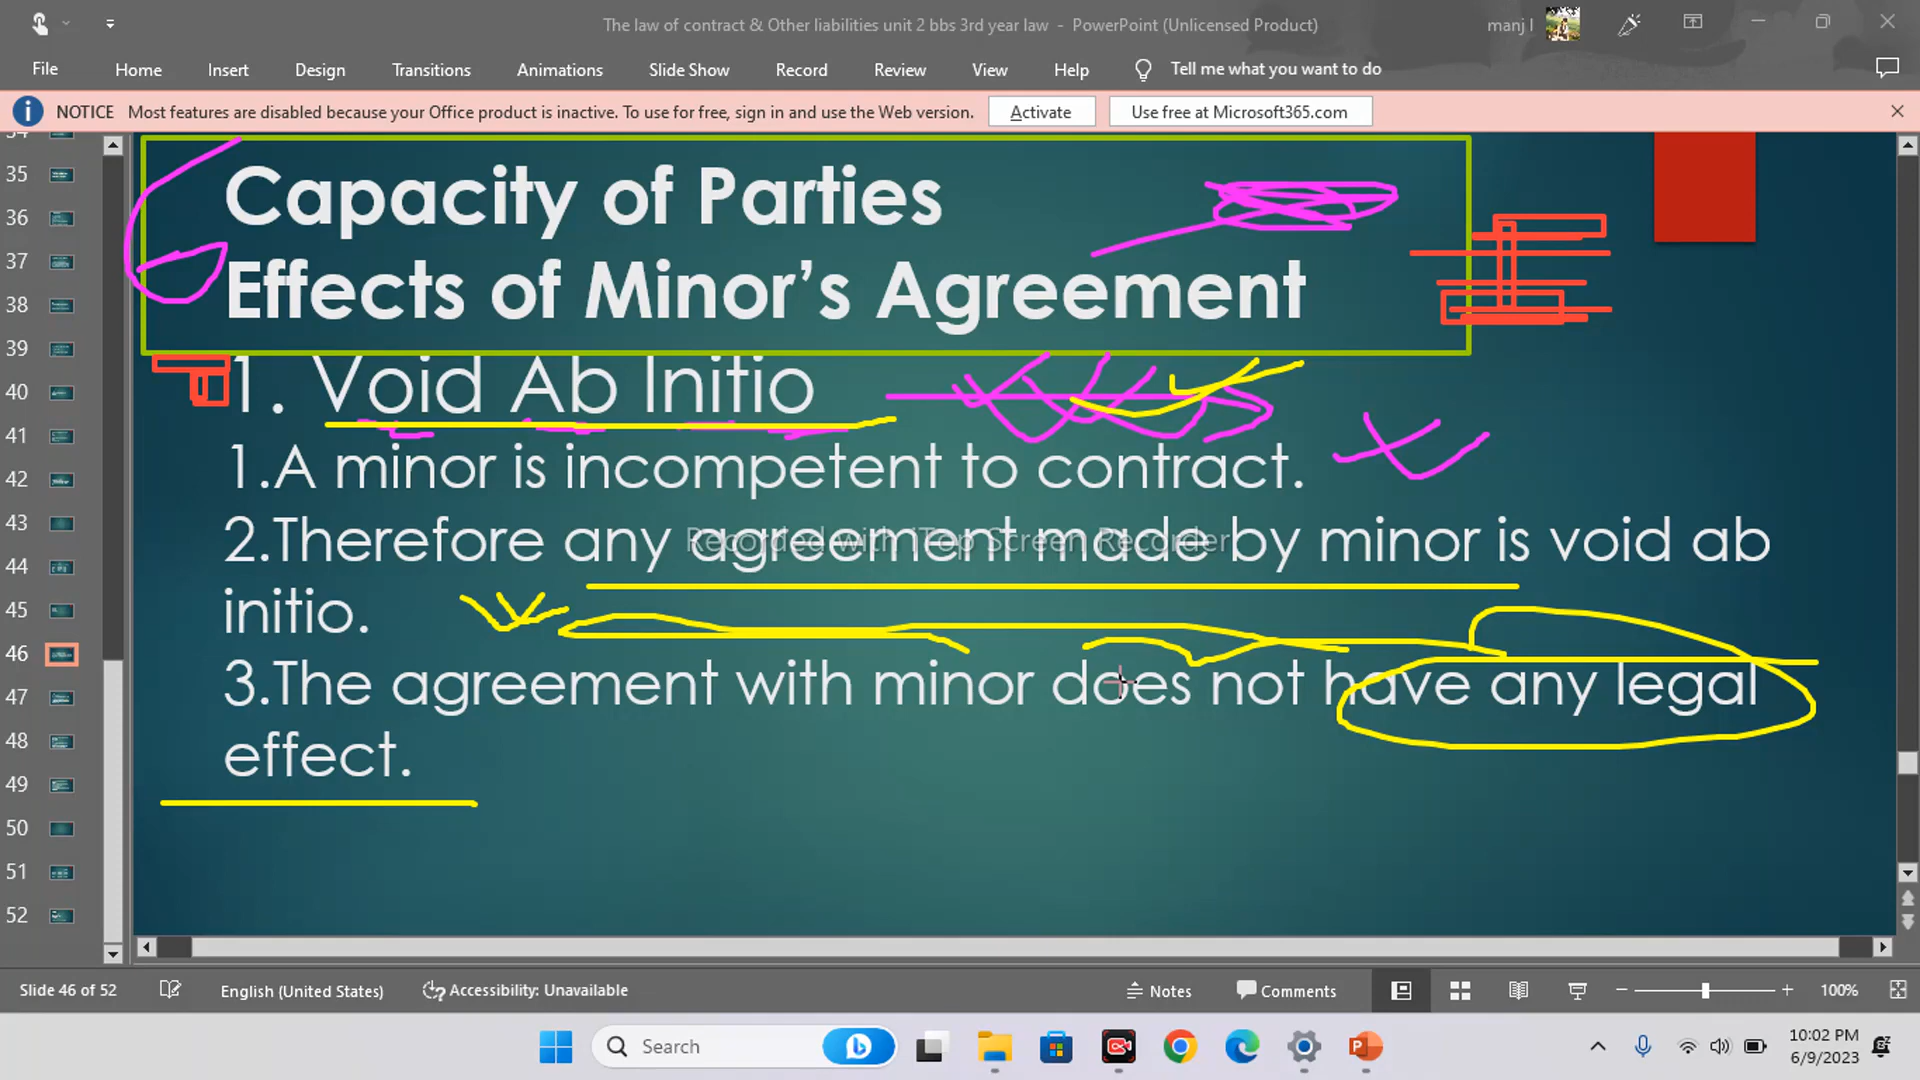 The law of contract & Other liabilities unit 2 bbs 3rd year law - PowerPoint (Unlicensed Product)
manj l
File Home Insert Design Transitions Animations Slide Show Record Review View Help Tell me what you want to do
NOTICE Most features are disabled because your Office product is inactive. To use for free, sign in and use the Web version. Activate Use free at Microsoft365.com
34
35
36
37
38
39
40
41
42
43
44
45
46
47
48
49
50
51
52
Capacity of Parties
Effects of Minor's Agreement
1. Void Ab Initio
1.A minor is incompetent to contract.
2.Therefore any agreement made by minor is void ab
initio.
Recorded with iTop Screen Recorder
3.The agreement with minor does not have any legal
effect.
Slide 46 of 52 English (United States) Accessibility: Unavailable Notes Comments 100%
Search
10:02 PM
6/9/2023